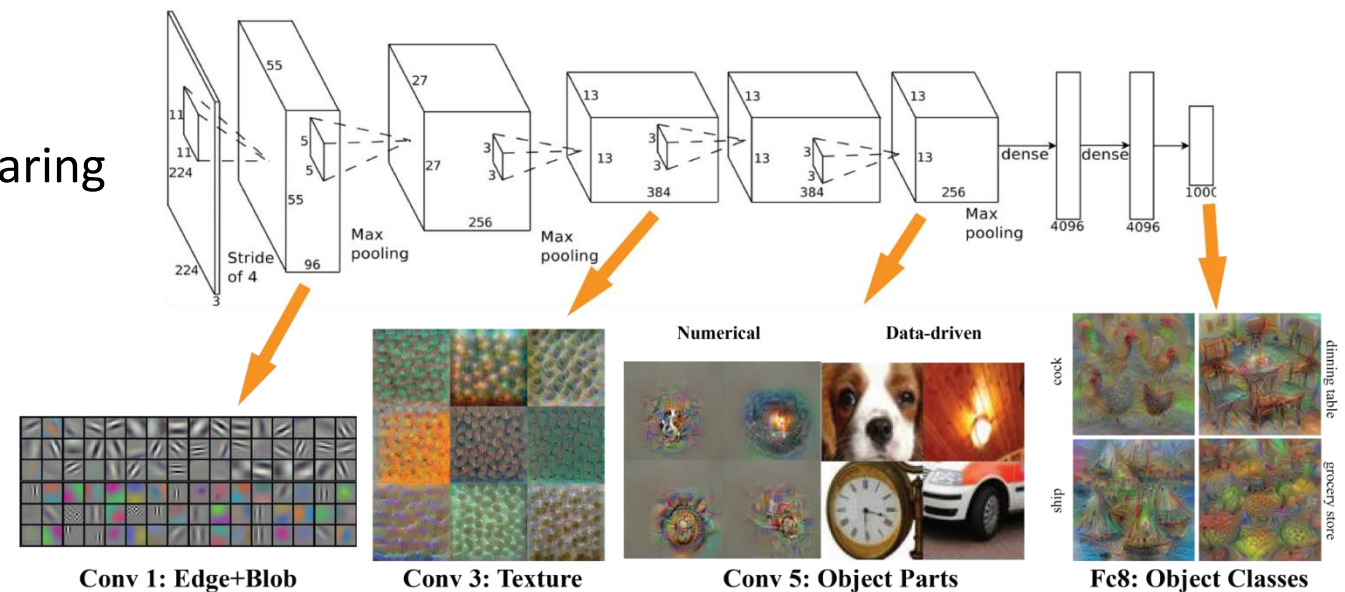 aring
11
11
224
224
3
Stride
of 4
55
55
96
5
5
Max
pooling
27
27
256
3
3
Max
pooling
13
13
384
3
3
13
13
384
3
3
13
13
256
Max
pooling
dense
4096
dense
4096
1000
Numerical
Data-driven
cock
dinning table
ship
grocery store
Conv 1: Edge+Blob
Conv 3: Texture
Conv 5: Object Parts
Fc8: Object Classes